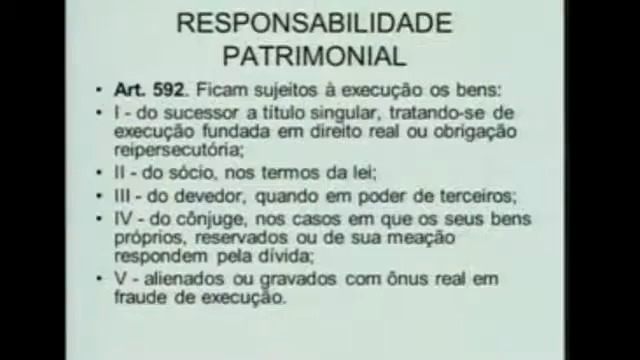 RESPONSABILIDADE
PATRIMONIAL
• Art. 592. Ficam sujeitos à execução os bens:
• I - do sucessor a título singular, tratando-se de
execução fundada em direito real ou obrigação
reipersecutória;
• II - do sócio, nos termos da lei;
• III - do devedor, quando em poder de terceiros;
• IV - do cônjuge, nos casos em que os seus bens
próprios, reservados ou de sua meação
respondem pela dívida;
• V - alienados ou gravados com ônus real em
fraude de execução.